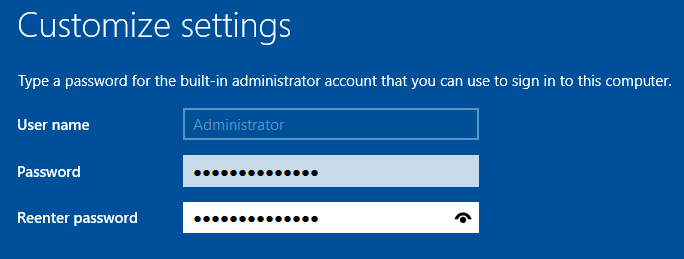 Customize settings
Type a password for the built-in administrator account that you can use to sign in to this computer.
User name
Administrator
Password
••••••••••••••
Reenter password
••••••••••••••